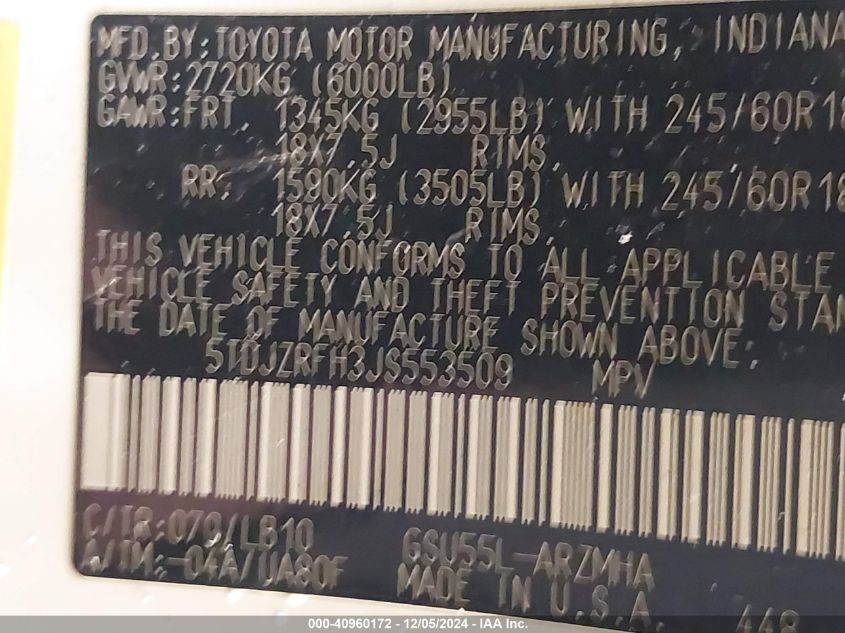 MFD. BY: TOYOTA MOTOR MANUFACTURING, INDIANA
GVWR: 2720KG (6000LB)
GAWR: FRT. 1345KG (2955LB) WITH 245/60R18
18X7.5J RIMS,
RR. 1590KG (3505LB) WITH 245/60R18
18X7.5J RIMS,
THIS VEHICLE CONFORMS TO ALL APPLICABLE
VEHICLE SAFETY AND THEFT PREVENTION STAN
THE DATE OF MANUFACTURE SHOWN ABOVE.
5TDJZRFH3JS553509 MPV
C/TR: 070/LB10 GSU55L-ARZMHA
A/TM: -04A/UA80F MADE IN U.S.A. 448
000-40960172 - 12/05/2024 - IAA Inc.